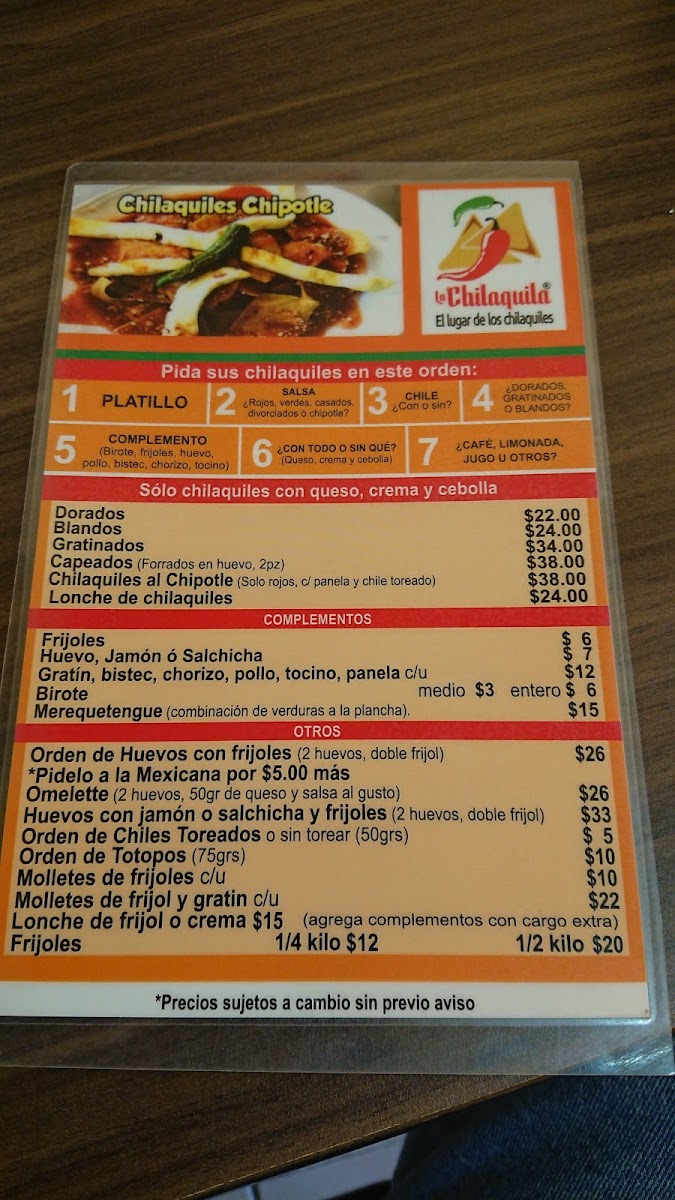 Chilaquiles Chipotle
La Chilaquila®
El lugar de los chilaquiles
Pida sus chilaquiles en este orden:
1 PLATILLO
2 SALSA
¿Rojos, verdes, casados,
divorciados ó chipotle?
3 CHILE
¿Con o sin?
4 ¿DORADOS,
GRATINADOS
O BLANDOS?
5 COMPLEMENTO
(Birote, frijoles, huevo,
pollo, bistec, chorizo, tocino)
6 ¿CON TODO O SIN QUÉ?
(Queso, crema y cebolla)
7 ¿CAFÉ, LIMONADA,
JUGO U OTROS?
Sólo chilaquiles con queso, crema y cebolla
Dorados $22.00
Blandos $24.00
Gratinados $34.00
Capeados (Forrados en huevo, 2pz) $38.00
Chilaquiles al Chipotle (Solo rojos, c/ panela y chile toreado) $38.00
Lonche de chilaquiles $24.00
COMPLEMENTOS
Frijoles $ 6
Huevo, Jamón ó Salchicha $ 7
Gratín, bistec, chorizo, pollo, tocino, panela c/u $12
Birote medio $3 entero $ 6
Merequetengue (combinación de verduras a la plancha). $15
OTROS
Orden de Huevos con frijoles (2 huevos, doble frijol) $26
*Pidelo a la Mexicana por $5.00 más
Omelette (2 huevos, 50gr de queso y salsa al gusto) $26
Huevos con jamón o salchicha y frijoles (2 huevos, doble frijol) $33
Orden de Chiles Toreados o sin torear (50grs) $ 5
Orden de Totopos (75grs) $10
Molletes de frijoles c/u $10
Molletes de frijol y gratin c/u $22
Lonche de frijol o crema $15 (agrega complementos con cargo extra)
Frijoles 1/4 kilo $12 1/2 kilo $20
*Precios sujetos a cambio sin previo aviso